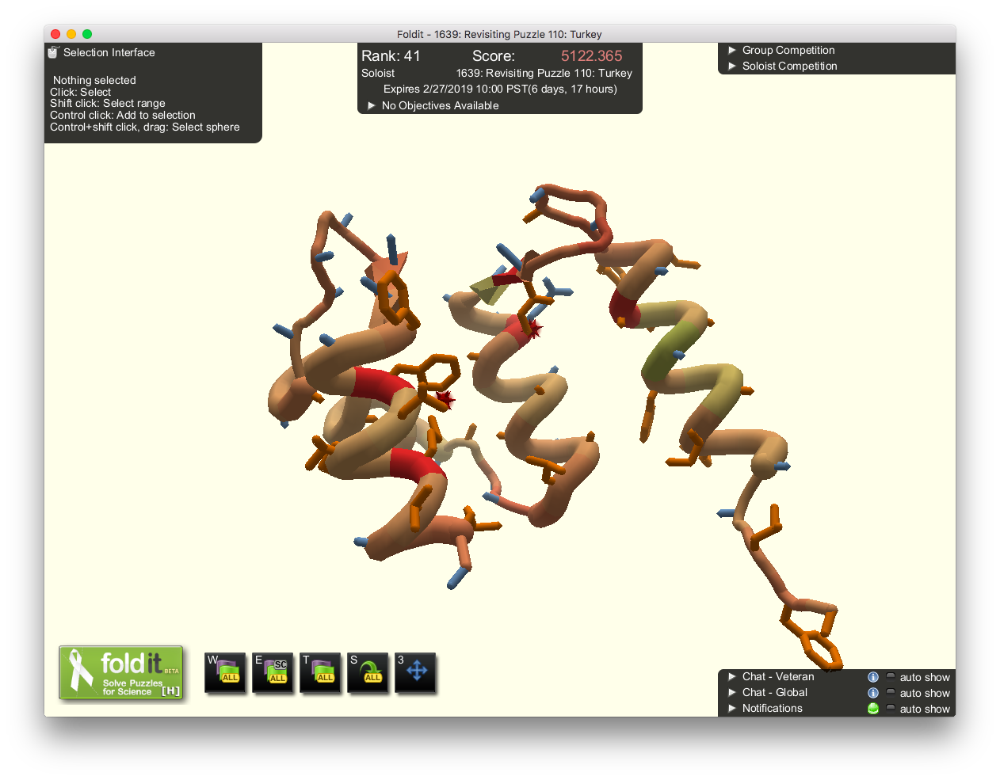 Foldit - 1639: Revisiting Puzzle 110: Turkey
Selection Interface
Nothing selected
Click: Select
Shift click: Select range
Control click: Add to selection
Control+shift click, drag: Select sphere
Rank: 41 Score: 5122.365
Soloist 1639: Revisiting Puzzle 110: Turkey
Expires 2/27/2019 10:00 PST(6 days, 17 hours)
No Objectives Available
Group Competition
Soloist Competition
foldit BETA
Solve Puzzles
for Science [H]
W ALL
E SC ALL
T ALL
S ALL
3
Chat - Veteran auto show
Chat - Global auto show
Notifications auto show